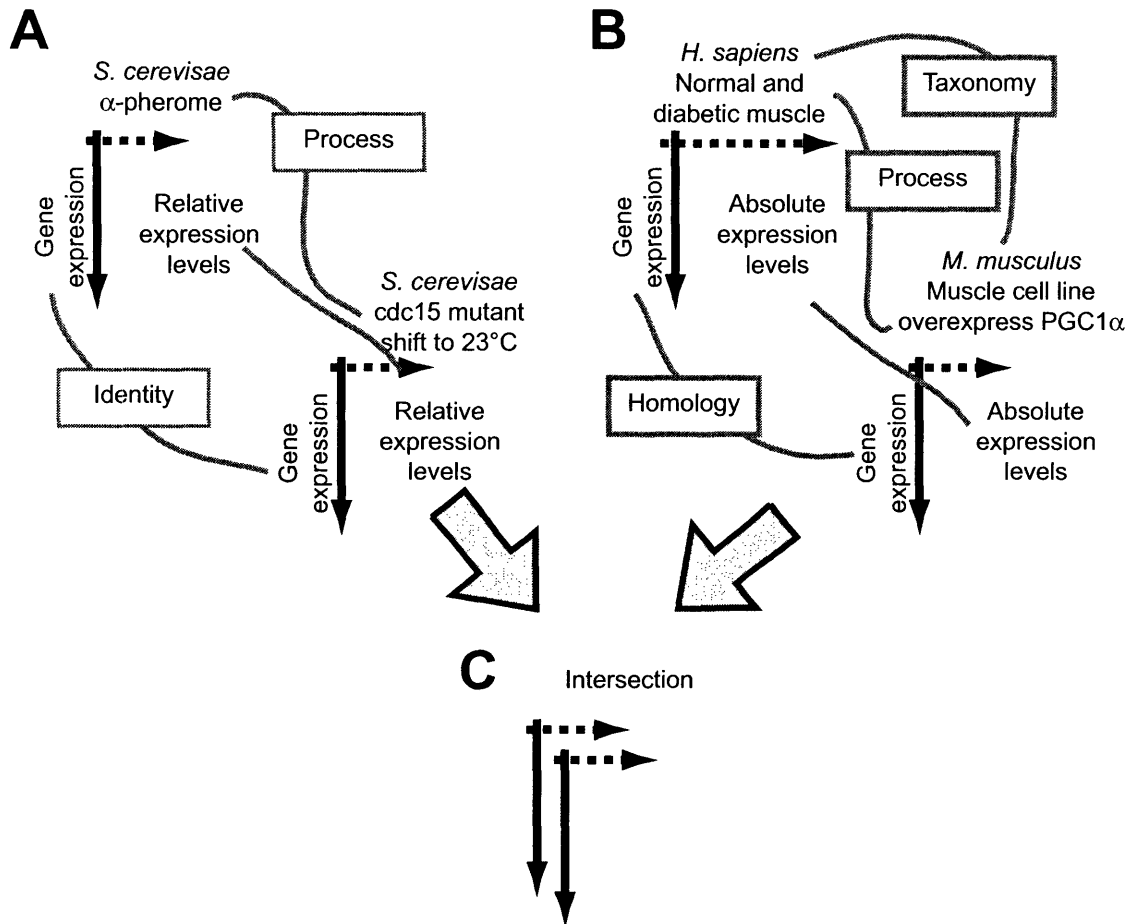 A
S. cerevisae
α-pherome
Process
Gene
expression
Relative
expression
levels
S. cerevisae
cdc15 mutant
shift to 23°C
Identity
Gene
expression
Relative
expression
levels
B
H. sapiens
Normal and
diabetic muscle
Taxonomy
Process
Gene
expression
Absolute
expression
levels
M. musculus
Muscle cell line
overexpress PGC1α
Homology
Gene
expression
Absolute
expression
levels
C
Intersection